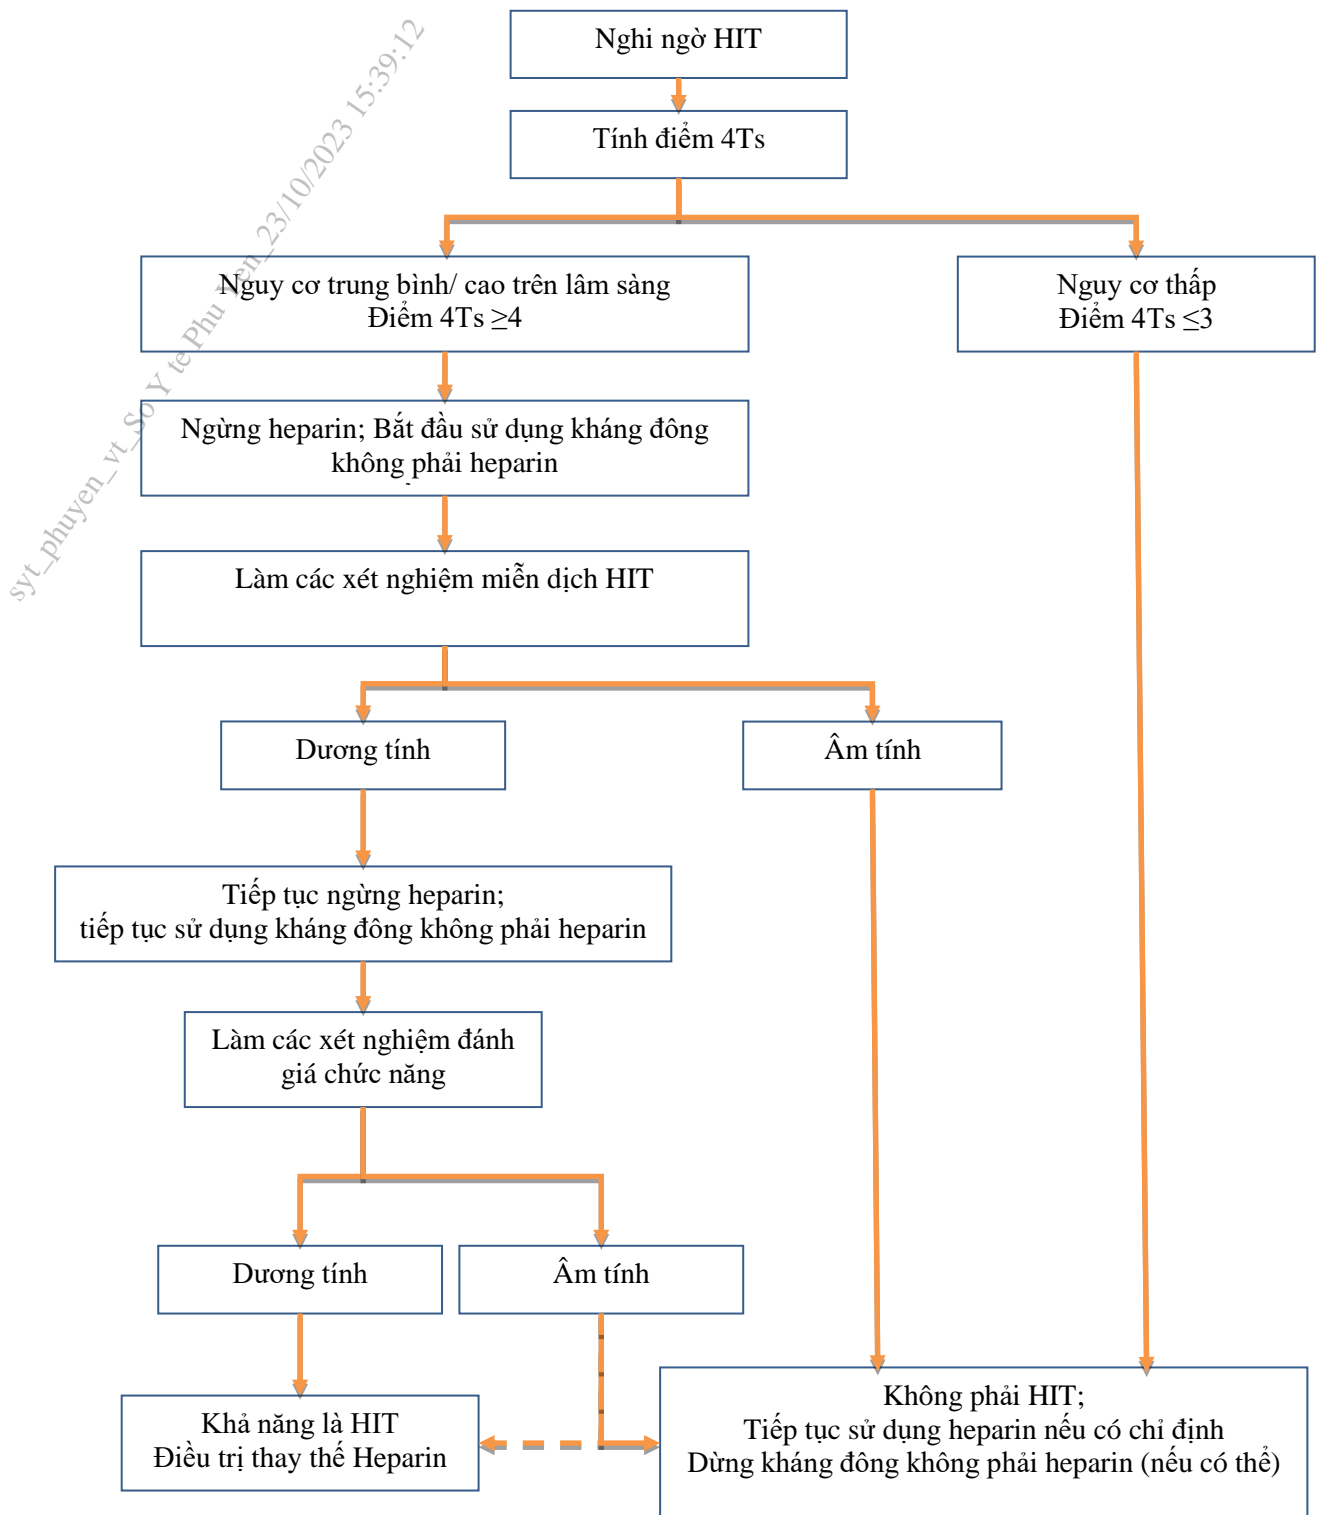 Nghi ngờ HIT
Tính điểm 4Ts
Nguy cơ trung bình/ cao trên lâm sàng
Điểm 4Ts ≥4
Nguy cơ thấp
Điểm 4Ts ≤3
Ngừng heparin; Bắt đầu sử dụng kháng đông
không phải heparin
Làm các xét nghiệm miễn dịch HIT
Dương tính
Âm tính
Tiếp tục ngừng heparin;
tiếp tục sử dụng kháng đông không phải heparin
Làm các xét nghiệm đánh
giá chức năng
Dương tính
Âm tính
Khả năng là HIT
Điều trị thay thế Heparin
Không phải HIT;
Tiếp tục sử dụng heparin nếu có chỉ định
Dừng kháng đông không phải heparin (nếu có thể)
syt_phuyen_vt_So Y te Phu Yen_23/10/2023 15:39:12